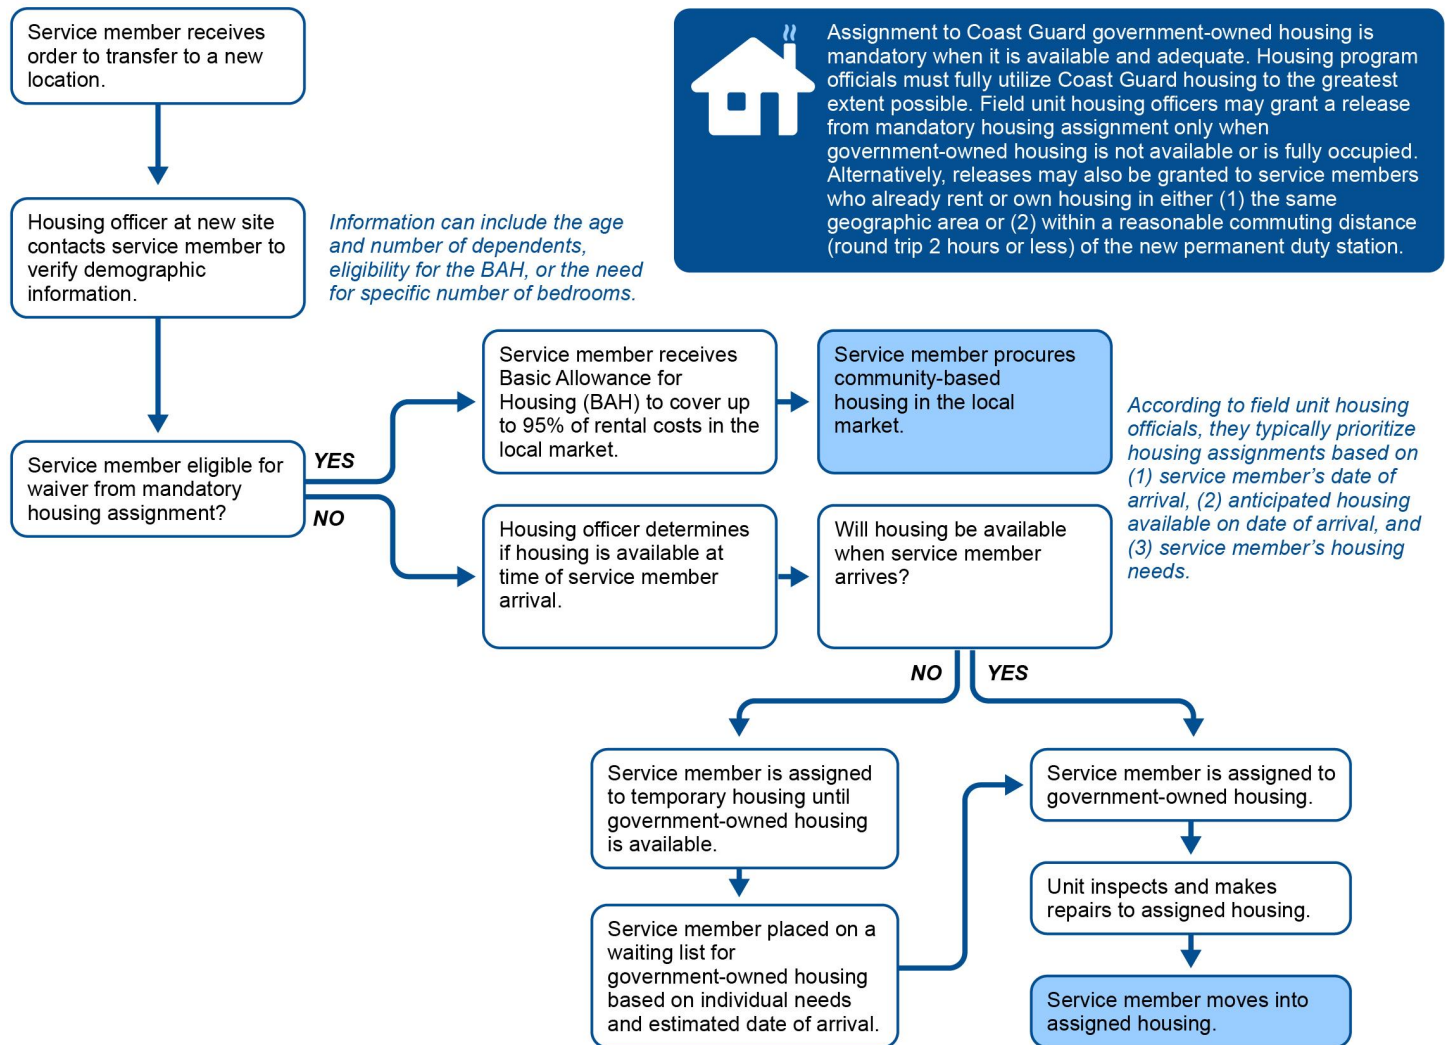 Service member receives
order to transfer to a new
location.
Assignment to Coast Guard government-owned housing is
mandatory when it is available and adequate. Housing program
officials must fully utilize Coast Guard housing to the greatest
extent possible. Field unit housing officers may grant a release
from mandatory housing assignment only when
government-owned housing is not available or is fully occupied.
Alternatively, releases may also be granted to service members
who already rent or own housing in either (1) the same
geographic area or (2) within a reasonable commuting distance
(round trip 2 hours or less) of the new permanent duty station.
Housing officer at new site
contacts service member to
verify demographic
information.
Information can include the age
and number of dependents,
eligibility for the BAH, or the need
for specific number of bedrooms.
Service member eligible for
waiver from mandatory
housing assignment?
YES
NO
Service member receives
Basic Allowance for
Housing (BAH) to cover up
to 95% of rental costs in the
local market.
Service member procures
community-based
housing in the local
market.
Housing officer determines
if housing is available at
time of service member
arrival.
Will housing be available
when service member
arrives?
According to field unit housing
officials, they typically prioritize
housing assignments based on
(1) service member's date of
arrival, (2) anticipated housing
available on date of arrival, and
(3) service member's housing
needs.
NO
YES
Service member is assigned
to temporary housing until
government-owned housing
is available.
Service member placed on a
waiting list for
government-owned housing
based on individual needs
and estimated date of arrival.
Service member is assigned to
government-owned housing.
Unit inspects and makes
repairs to assigned housing.
Service member moves into
assigned housing.